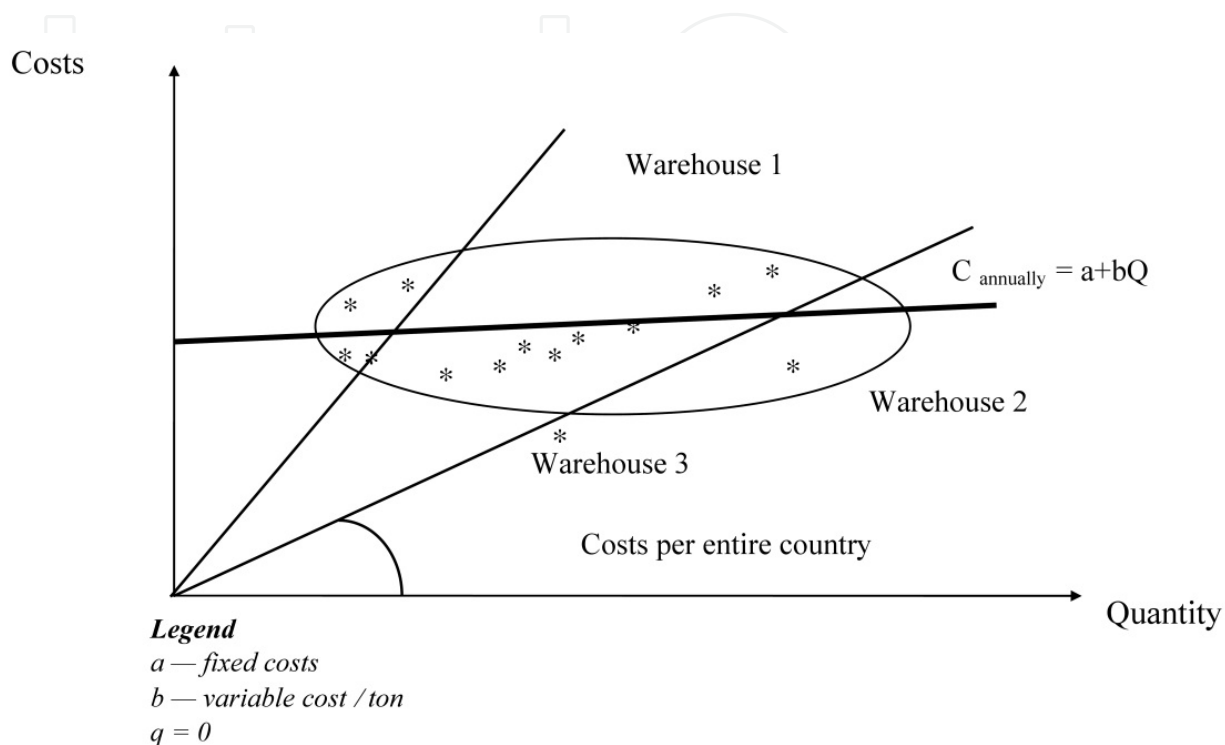 Costs
Warehouse 1
C annually = a+bQ
Warehouse 2
Warehouse 3
Costs per entire country
Quantity
Legend
a — fixed costs
b — variable cost / ton
q = 0